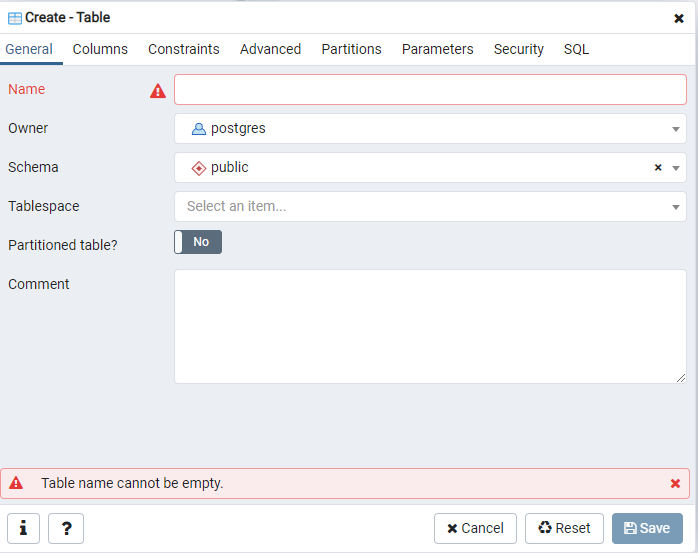 Create - Table
General Columns Constraints Advanced Partitions Parameters Security SQL
Name
Owner postgres
Schema public
Tablespace Select an item...
Partitioned table? No
Comment
Table name cannot be empty.
i ? Cancel Reset Save